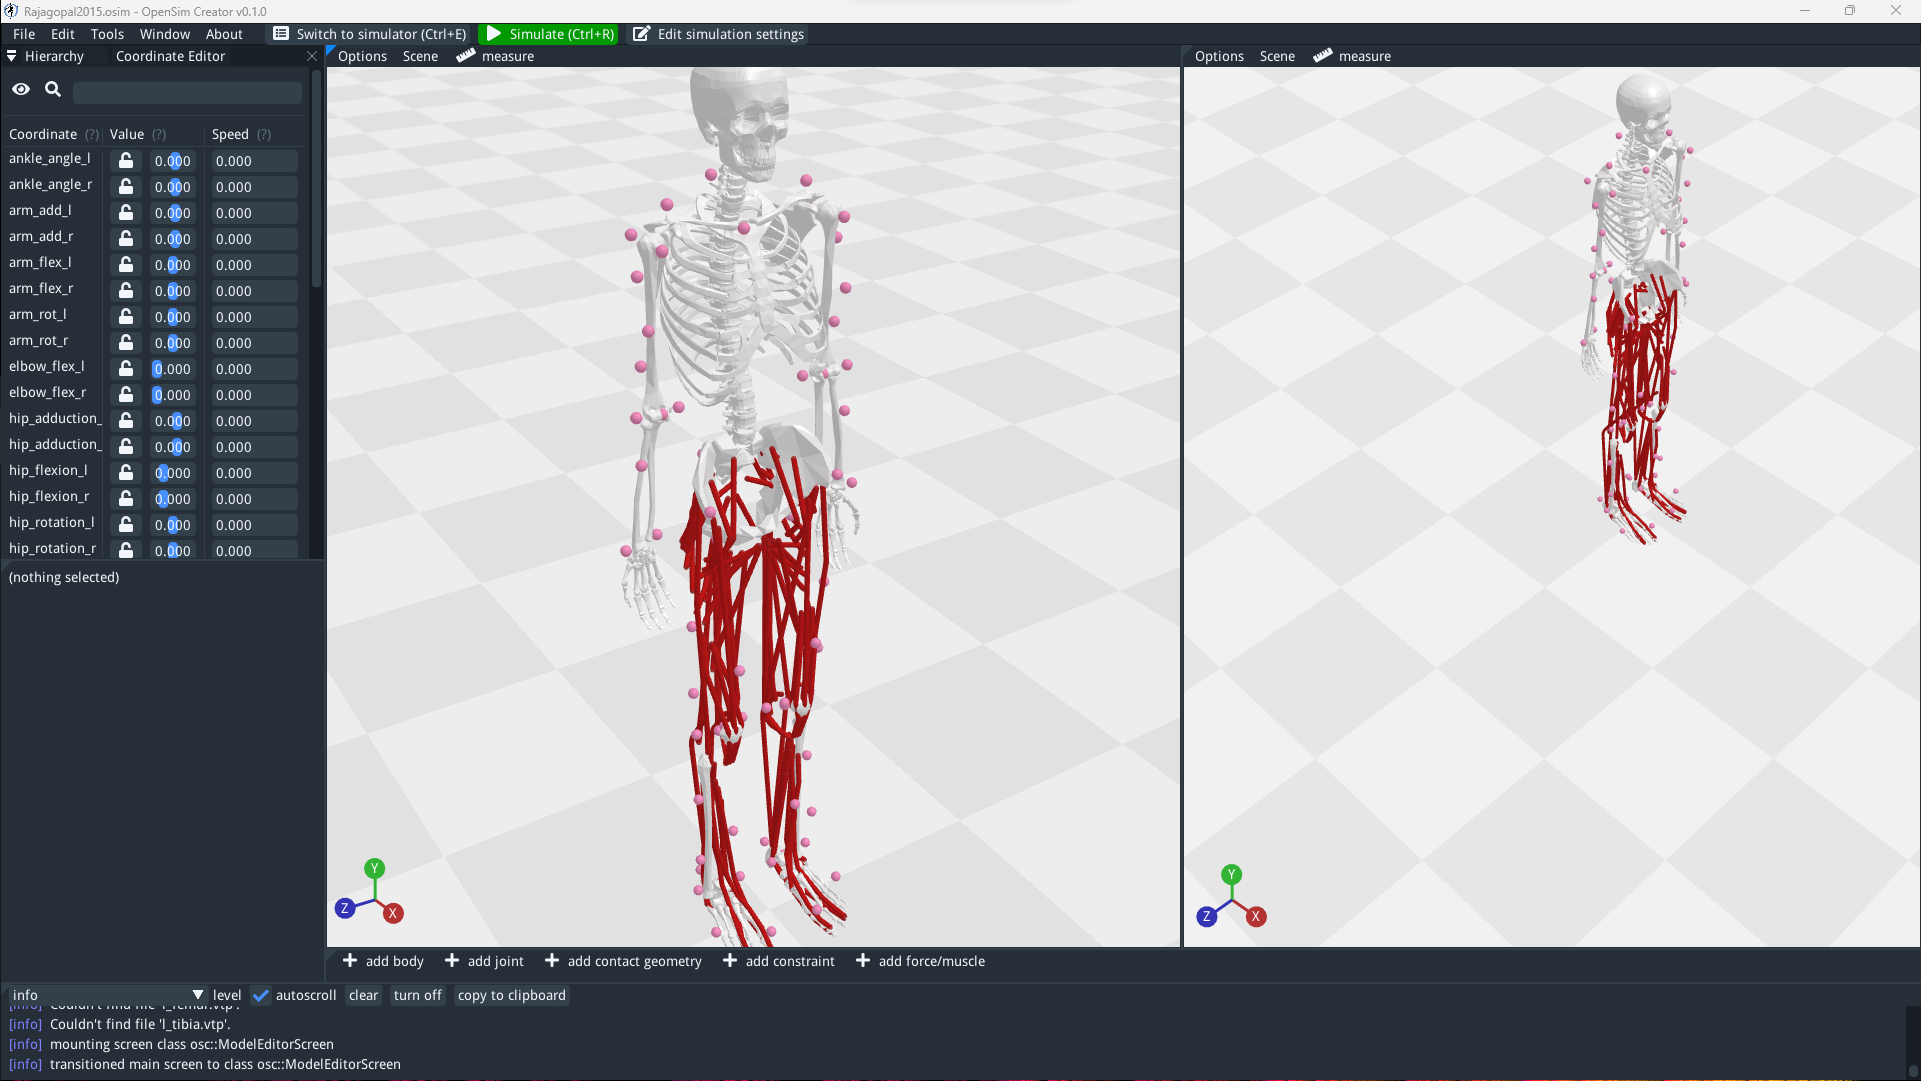 Rajagopal2015.osim - OpenSim Creator v0.1.0
File Edit Tools Window About Switch to simulator (Ctrl+E) Simulate (Ctrl+R) Edit simulation settings
Hierarchy Coordinate Editor
Options Scene measure
Options Scene measure
Coordinate (?) Value (?) Speed (?)
ankle_angle_l 0.000 0.000
ankle_angle_r 0.000 0.000
arm_add_l 0.000 0.000
arm_add_r 0.000 0.000
arm_flex_l 0.000 0.000
arm_flex_r 0.000 0.000
arm_rot_l 0.000 0.000
arm_rot_r 0.000 0.000
elbow_flex_l 0.000 0.000
elbow_flex_r 0.000 0.000
hip_adduction_ 0.000 0.000
hip_adduction_ 0.000 0.000
hip_flexion_l 0.000 0.000
hip_flexion_r 0.000 0.000
hip_rotation_l 0.000 0.000
hip_rotation_r 0.000 0.000
(nothing selected)
Y
Z
X
Y
Z
X
add body add joint add contact geometry add constraint add force/muscle
info level autoscroll clear turn off copy to clipboard
[info] Couldn't find file 'l_femur.vtp'.
[info] Couldn't find file 'l_tibia.vtp'.
[info] mounting screen class osc::ModelEditorScreen
[info] transitioned main screen to class osc::ModelEditorScreen